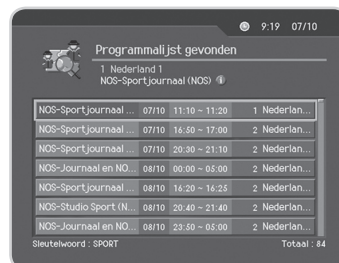 9:19 07/10
Programmalijst gevonden
1 Nederland 1
NOS-Sportjournaal (NOS)
NOS-Sportjournaal ... 07/10 11:10 ~ 11:20 1 Nederlan...
NOS-Sportjournaal ... 07/10 16:50 ~ 17:00 2 Nederlan...
NOS-Sportjournaal ... 07/10 20:30 ~ 21:10 2 Nederlan...
NOS-Journaal en NO... 08/10 00:00 ~ 05:00 2 Nederlan...
NOS-Sportjournaal ... 08/10 16:20 ~ 16:25 2 Nederlan...
NOS-Studio Sport (N... 08/10 20:40 ~ 21:40 2 Nederlan...
NOS-Journaal en NO... 08/10 23:50 ~ 05:00 2 Nederlan...
Sleutelwoord : SPORT Totaal : 84